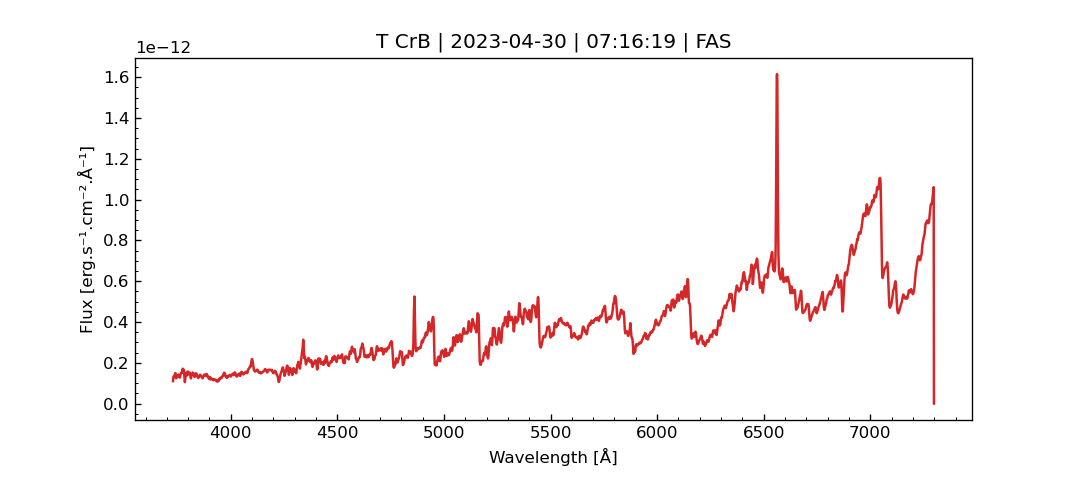 T CrB | 2023-04-30 | 07:16:19 | FAS
1e−12
1.6
1.4
1.2
1.0
0.8
0.6
0.4
0.2
0.0
Flux [erg.s⁻¹.cm⁻².Å⁻¹]
4000 4500 5000 5500 6000 6500 7000
Wavelength [Å]